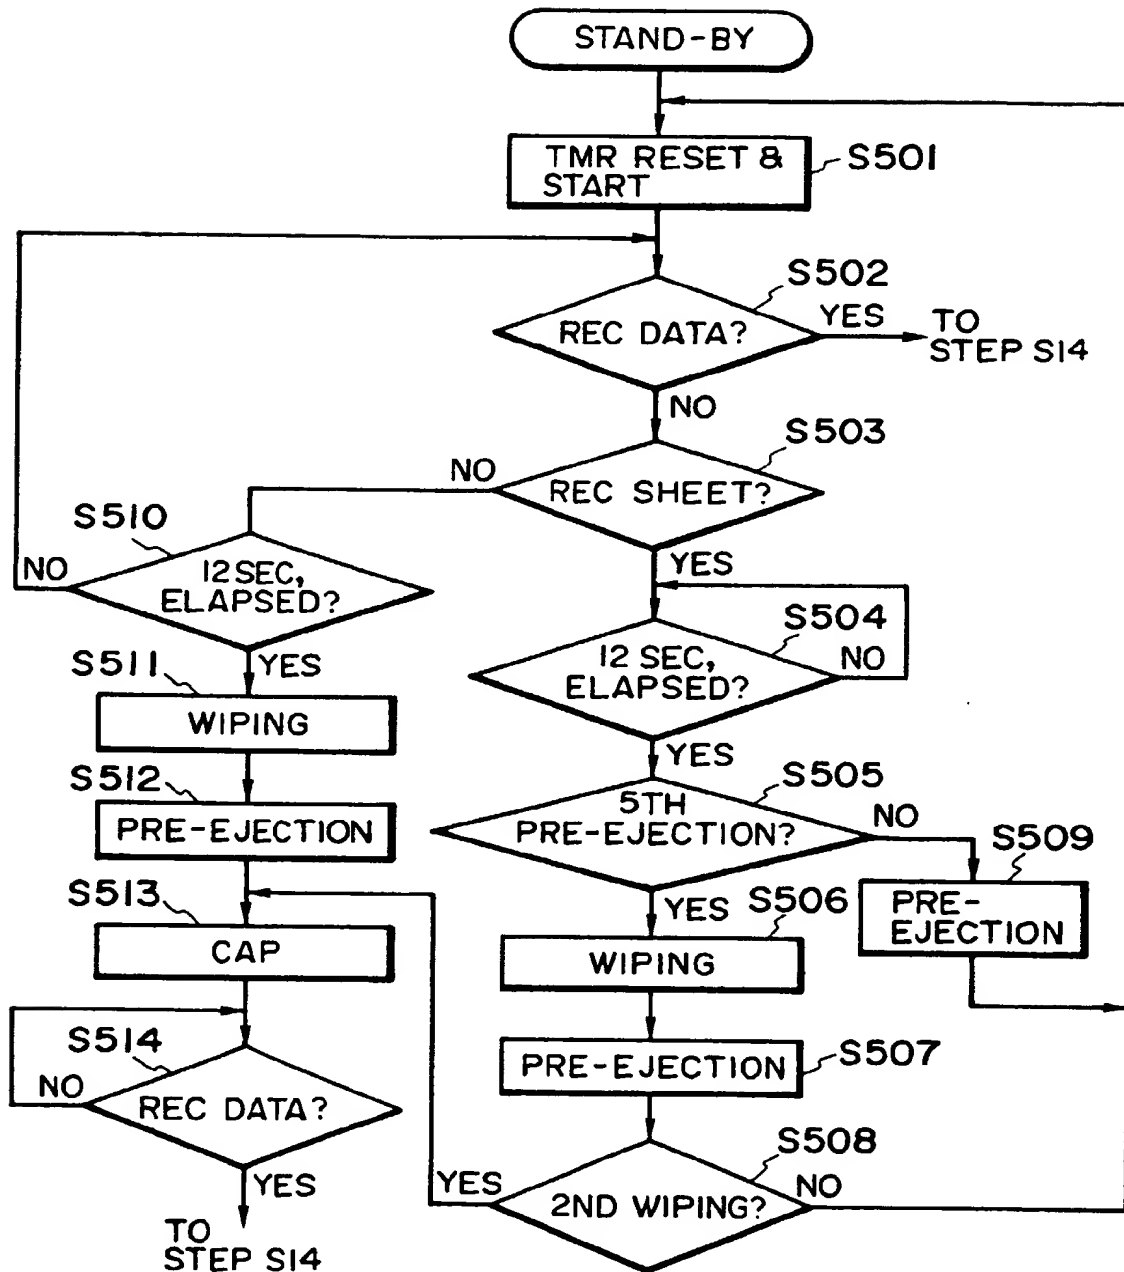 STAND-BY
TMR RESET &
START
S501
S502
REC DATA?
YES
TO
STEP S14
NO
S503
NO
REC SHEET?
YES
S510
12 SEC,
ELAPSED?
NO
YES
S504
12 SEC,
ELAPSED?
NO
YES
S511
WIPING
S512
PRE-EJECTION
S505
5TH
PRE-EJECTION?
NO
YES
S509
PRE-
EJECTION
S506
WIPING
S513
CAP
S507
PRE-EJECTION
S514
REC DATA?
NO
YES
TO
STEP S14
S508
2ND WIPING?
YES
NO